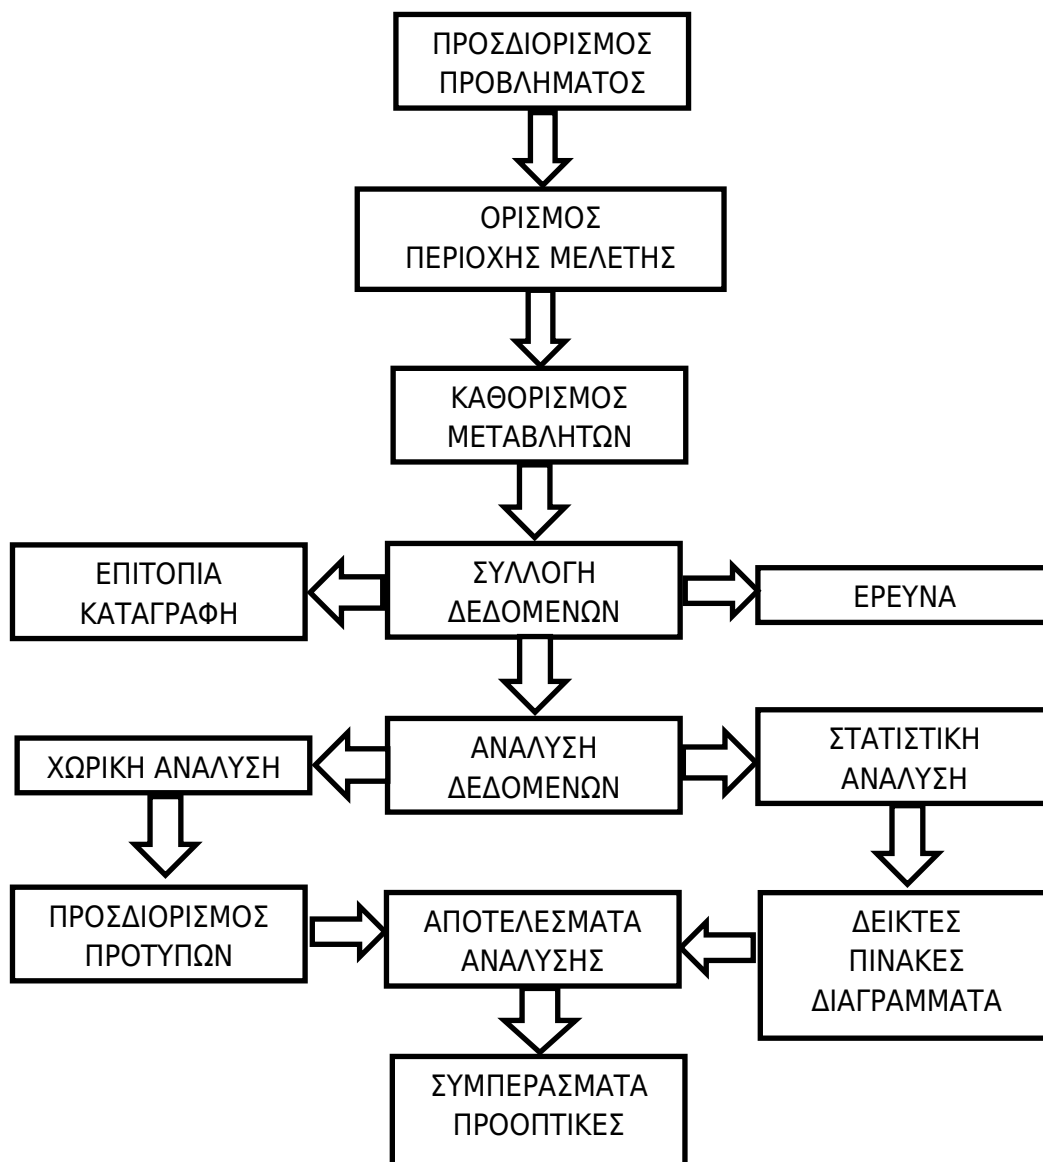 ΠΡΟΣΔΙΟΡΙΣΜΟΣ
ΠΡΟΒΛΗΜΑΤΟΣ
ΟΡΙΣΜΟΣ
ΠΕΡΙΟΧΗΣ ΜΕΛΕΤΗΣ
ΚΑΘΟΡΙΣΜΟΣ
ΜΕΤΑΒΛΗΤΩΝ
ΕΠΙΤΟΠΙΑ
ΚΑΤΑΓΡΑΦΗ
ΣΥΛΛΟΓΗ
ΔΕΔΟΜΕΝΩΝ
ΕΡΕΥΝΑ
ΧΩΡΙΚΗ ΑΝΑΛΥΣΗ
ΑΝΑΛΥΣΗ
ΔΕΔΟΜΕΝΩΝ
ΣΤΑΤΙΣΤΙΚΗ
ΑΝΑΛΥΣΗ
ΠΡΟΣΔΙΟΡΙΣΜΟΣ
ΠΡΟΤΥΠΩΝ
ΑΠΟΤΕΛΕΣΜΑΤΑ
ΑΝΑΛΥΣΗΣ
ΔΕΙΚΤΕΣ
ΠΙΝΑΚΕΣ
ΔΙΑΓΡΑΜΜΑΤΑ
ΣΥΜΠΕΡΑΣΜΑΤΑ
ΠΡΟΟΠΤΙΚΕΣ